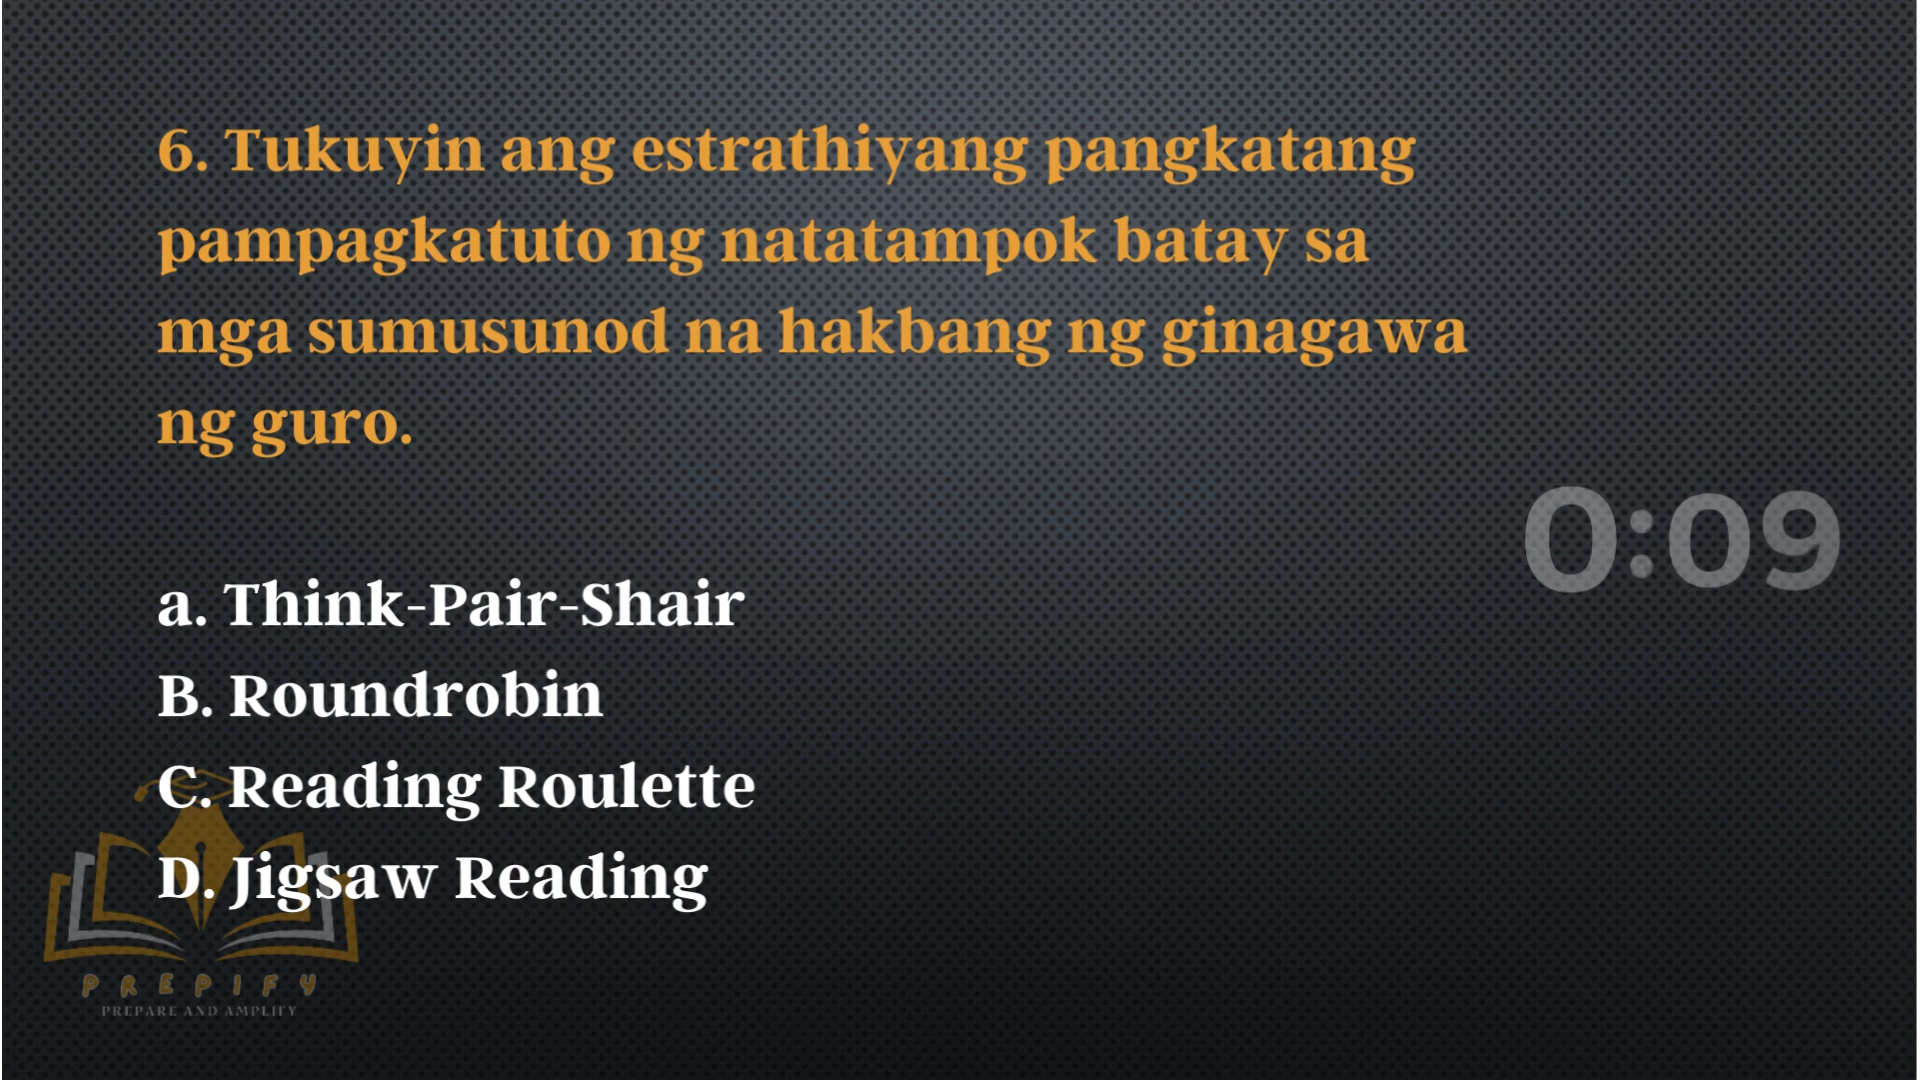 6. Tukuyin ang estrathiyang pangkatang
pampagkatuto ng natatampok batay sa
mga sumusunod na hakbang ng ginagawa
ng guro.
0:09
a. Think-Pair-Shair
B. Roundrobin
C. Reading Roulette
D. Jigsaw Reading
PREPIFY
PREPARE AND AMPLIFY